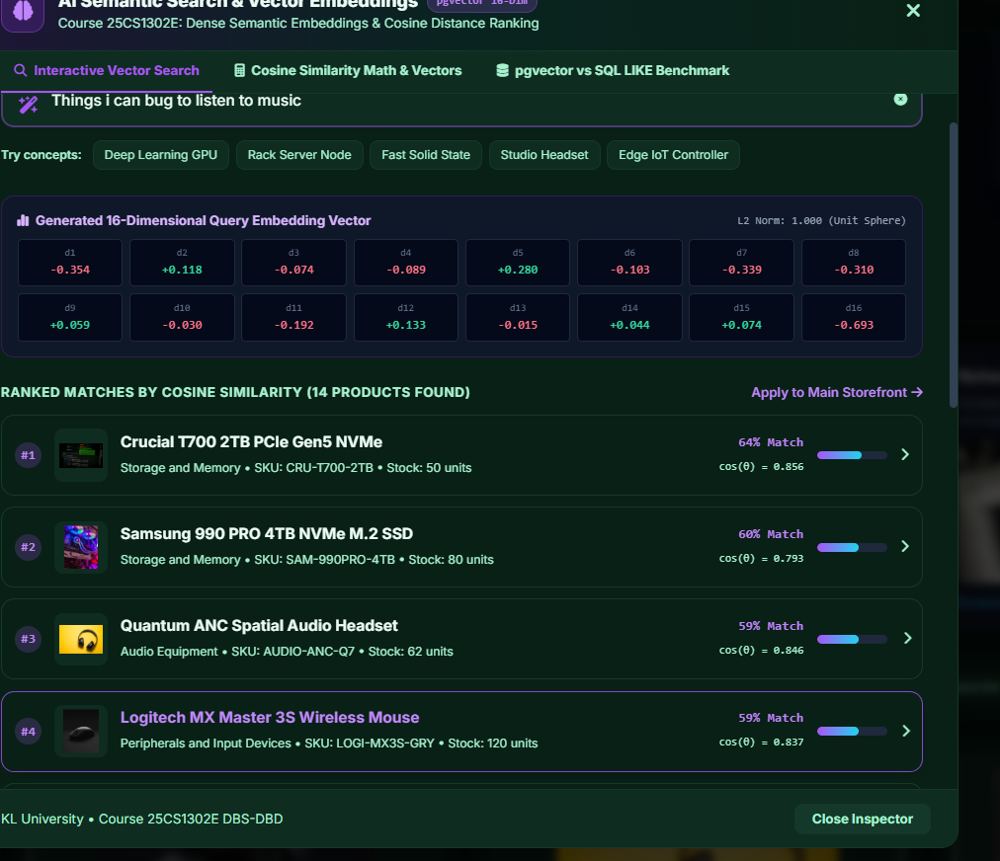 AI Semantic Search & Vector Embeddings pgvector 16-Dim
Course 25CS1302E: Dense Semantic Embeddings & Cosine Distance Ranking
Interactive Vector Search
Cosine Similarity Math & Vectors
pgvector vs SQL LIKE Benchmark
Things i can bug to listen to music
Try concepts: Deep Learning GPU Rack Server Node Fast Solid State Studio Headset Edge IoT Controller
Generated 16-Dimensional Query Embedding Vector L2 Norm: 1.000 (Unit Sphere)
d1 d2 d3 d4 d5 d6 d7 d8
-0.354 +0.118 -0.074 -0.089 +0.280 -0.103 -0.339 -0.310
d9 d10 d11 d12 d13 d14 d15 d16
+0.059 -0.030 -0.192 +0.133 -0.015 +0.044 +0.074 -0.693
RANKED MATCHES BY COSINE SIMILARITY (14 PRODUCTS FOUND) Apply to Main Storefront →
#1
Crucial T700 2TB PCIe Gen5 NVMe 64% Match
Storage and Memory • SKU: CRU-T700-2TB • Stock: 50 units cos(θ) = 0.856
#2
Samsung 990 PRO 4TB NVMe M.2 SSD 60% Match
Storage and Memory • SKU: SAM-990PRO-4TB • Stock: 80 units cos(θ) = 0.793
#3
Quantum ANC Spatial Audio Headset 59% Match
Audio Equipment • SKU: AUDIO-ANC-Q7 • Stock: 62 units cos(θ) = 0.846
#4
Logitech MX Master 3S Wireless Mouse 59% Match
Peripherals and Input Devices • SKU: LOGI-MX3S-GRY • Stock: 120 units cos(θ) = 0.837
KL University • Course 25CS1302E DBS-DBD Close Inspector